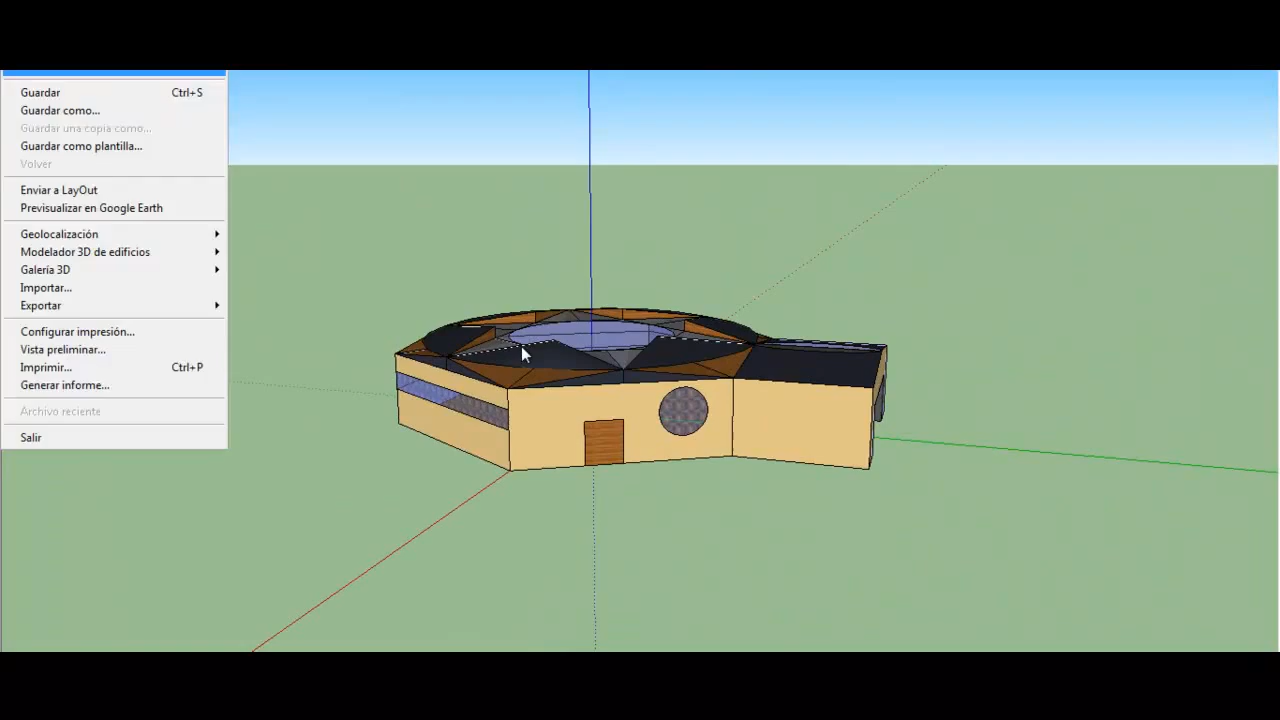 Guardar Ctrl+S
Guardar como...
Guardar una copia como...
Guardar como plantilla...
Volver
Enviar a LayOut
Previsualizar en Google Earth
Geolocalización
Modelador 3D de edificios
Galería 3D
Importar...
Exportar
Configurar impresión...
Vista preliminar...
Imprimir... Ctrl+P
Generar informe...
Archivo reciente
Salir